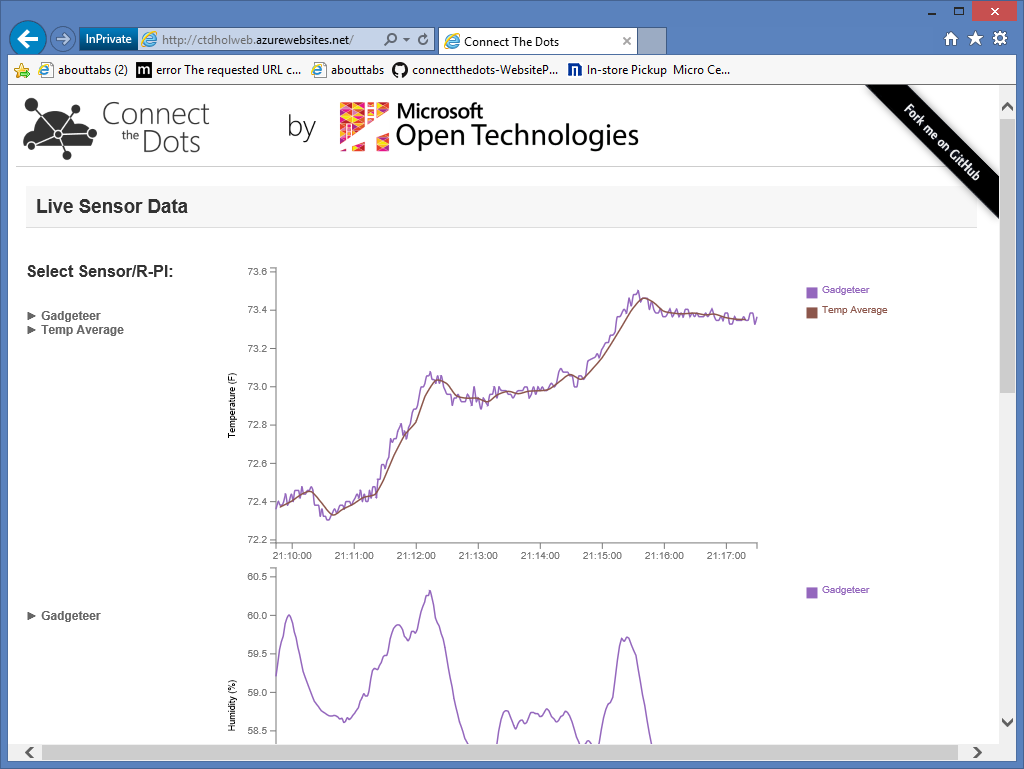 InPrivate
http://ctdholweb.azurewebsites.net/
Connect The Dots
abouttabs (2)
error The requested URL c...
abouttabs
connectthedots-WebsiteP...
In-store Pickup Micro Ce...
Connect
the Dots
by
Microsoft
Open Technologies
Fork me on GitHub
Live Sensor Data
Select Sensor/R-PI:
Gadgeteer
Temp Average
73.6
73.4
73.2
73.0
72.8
72.6
72.4
72.2
Temperature (F)
21:10:00 21:11:00 21:12:00 21:13:00 21:14:00 21:15:00 21:16:00 21:17:00
Gadgeteer
Temp Average
Gadgeteer
60.5
60.0
59.5
59.0
58.5
Humidity (%)
Gadgeteer